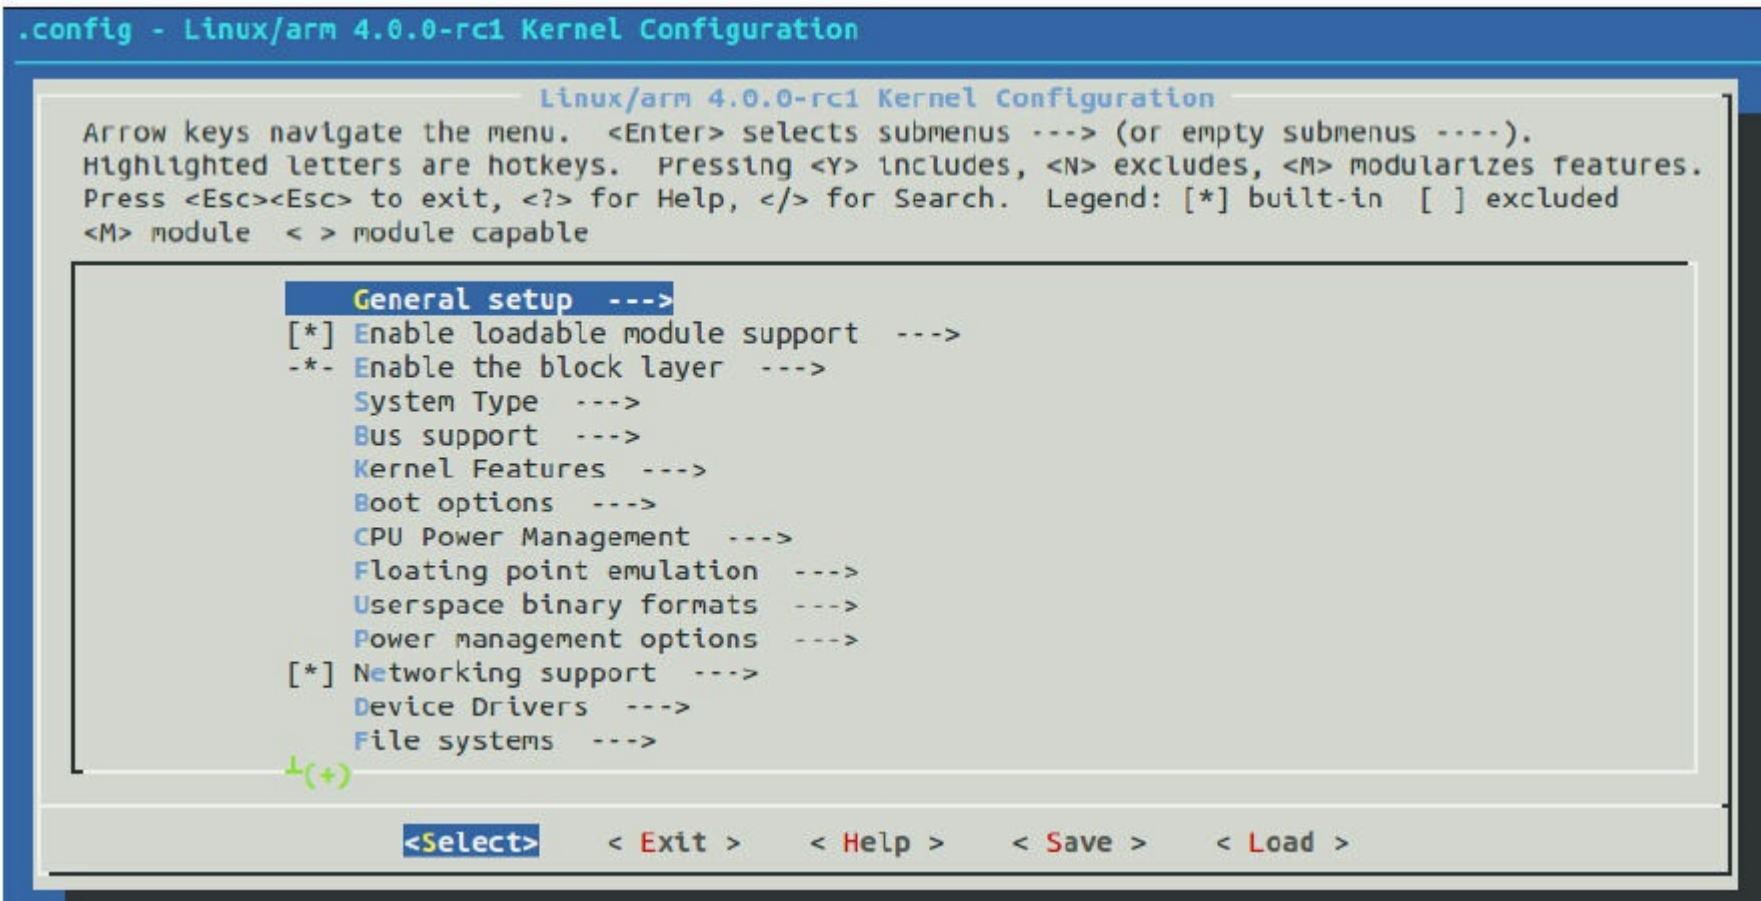 .config - Linux/arm 4.0.0-rc1 Kernel Configuration
Linux/arm 4.0.0-rc1 Kernel Configuration
Arrow keys navigate the menu.  <Enter> selects submenus ---> (or empty submenus ----).
Highlighted letters are hotkeys.  Pressing <Y> includes, <N> excludes, <M> modularizes features.
Press <Esc><Esc> to exit, <?> for Help, </> for Search.  Legend: [*] built-in  [ ] excluded
<M> module  < > module capable
General setup  --->
[*] Enable loadable module support  --->
-*- Enable the block layer  --->
System Type  --->
Bus support  --->
Kernel Features  --->
Boot options  --->
CPU Power Management  --->
Floating point emulation  --->
Userspace binary formats  --->
Power management options  --->
[*] Networking support  --->
Device Drivers  --->
File systems  --->
┴(+)
<Select>    < Exit >    < Help >    < Save >    < Load >